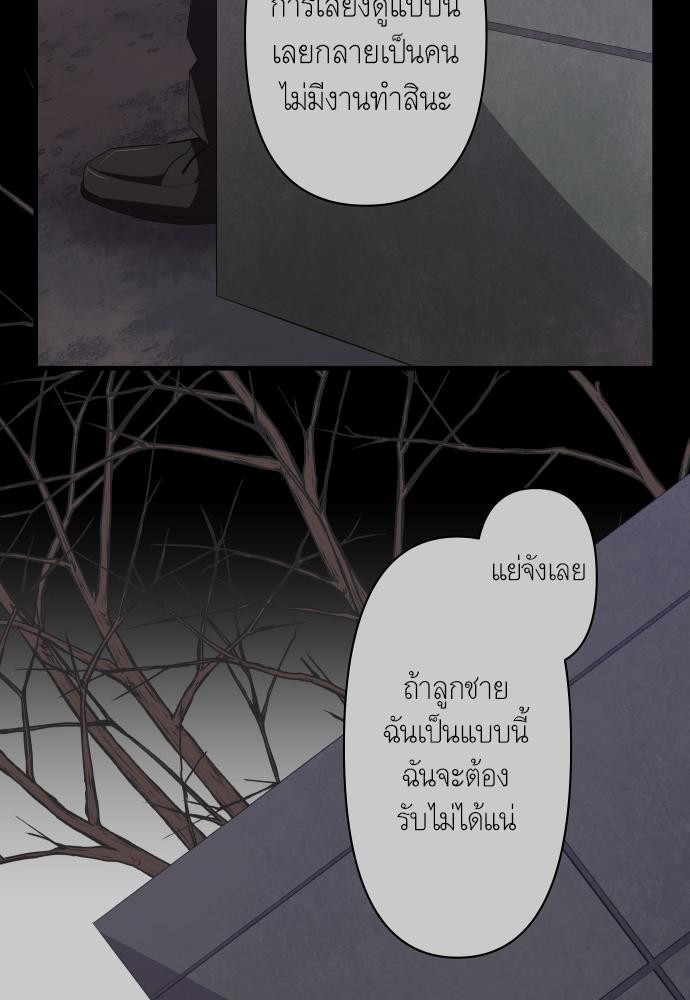 การเลี้ยงดูแบบนี้
เลยกลายเป็นคน
ไม่มีงานทำสินะ
แย่จังเลย
ถ้าลูกชาย
ฉันเป็นแบบนี้
ฉันจะต้อง
รับไม่ได้แน่